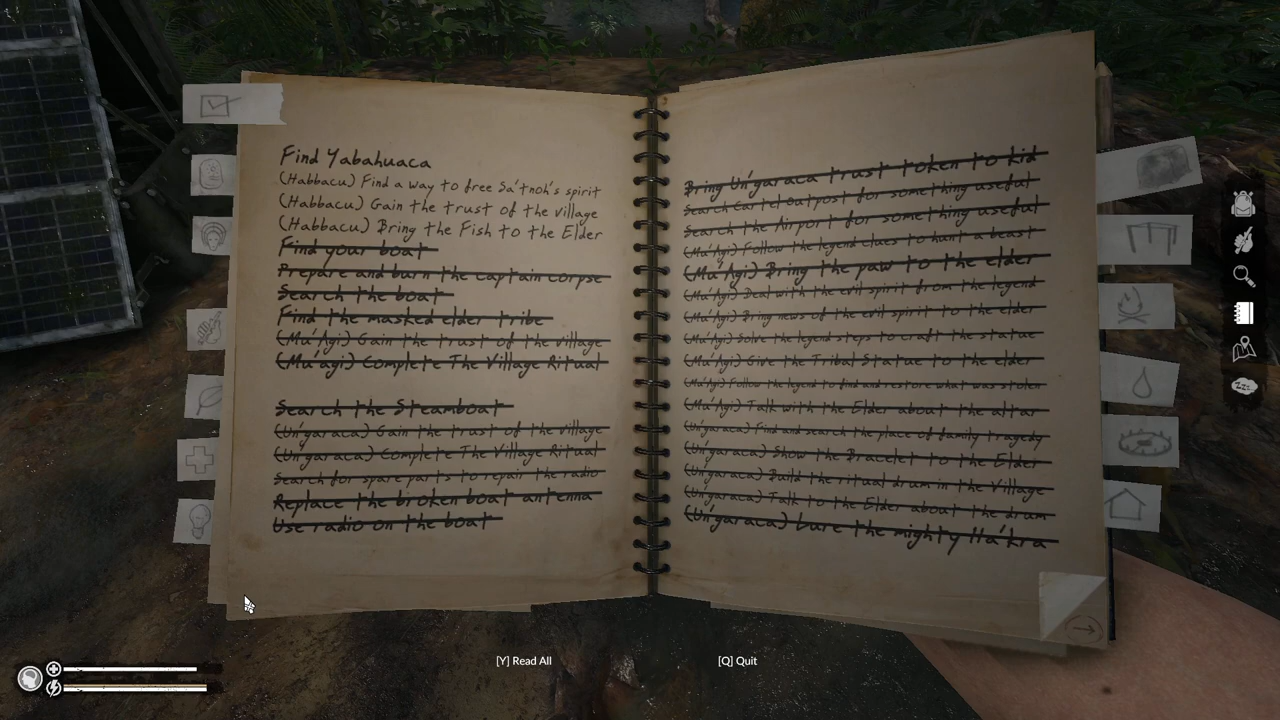 Find Yabahuaca
(Habbacu) Find a way to free Sa'tnoh's spirit
(Habbacu) Gain the trust of the village
(Habbacu) Bring the Fish to the Elder
Find your boat
Prepare and burn the captain corpse
Search the boat
Find the masked elder tribe
(Mu'Agi) Gain the trust of the village
(Mu'agi) Complete The Village Ritual
Search the Steamboat
(Un'garaca) Gain the trust of the village
(Un'garaca) Complete The Village Ritual
Search for spare parts to repair the radio
Replace the broken boat antenna
Use radio on the boat
Bring Un'garaca trust token to kid
Search Cartel Outpost for something useful
Search the Airport for something useful
(Mu'Agi) Follow the legend clues to hunt a beast
(Mu'Agi) Bring the paw to the elder
(Mu'Agi) Deal with the evil spirit from the legend
(Mu'Agi) Bring news of the evil spirit to the elder
(Mu'Agi) Solve the legend steps to craft the statue
(Mu'Agi) Give the Tribal Statue to the elder
(Mu'Agi) Follow the legend to find and restore what was stolen
(Mu'Agi) Talk with the Elder about the altar
(Un'garaca) Find and search the place of family tragedy
(Un'garaca) Show the Bracelet to the Elder
(Un'garaca) Build the ritual drum in the Village
(Un'garaca) Talk to the Elder about the drum
(Un'garaca) Lure the mighty Ha'kra
[Y] Read All
[Q] Quit
Zzz